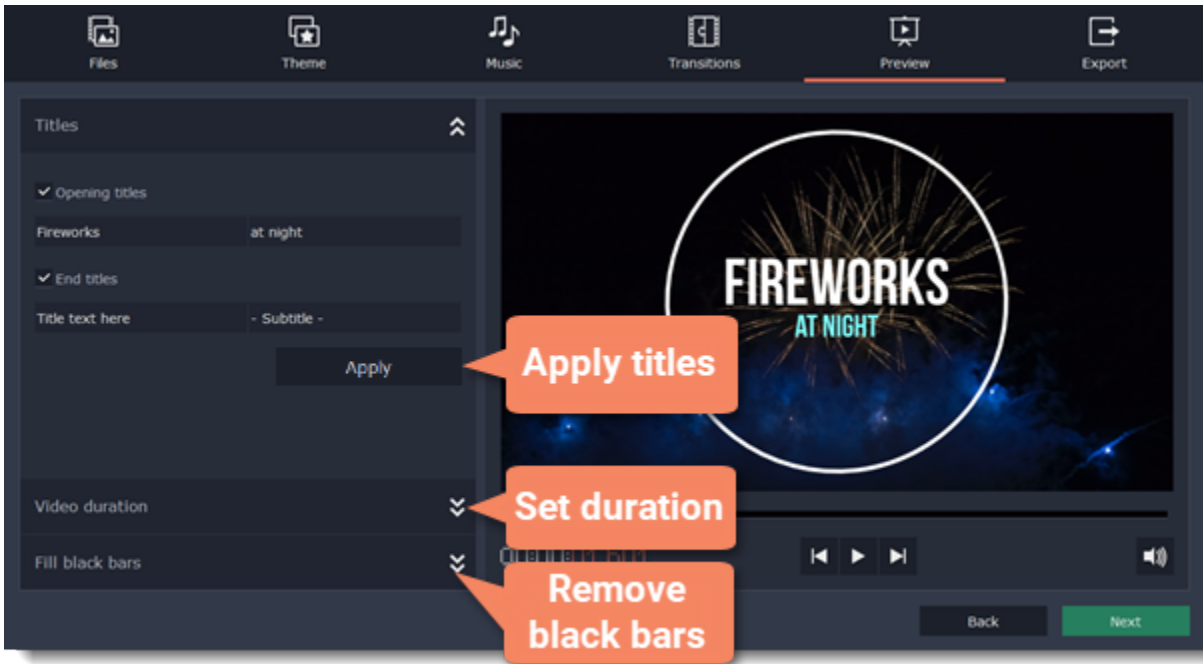 Files Theme Music Transitions Preview Export
Titles
Opening titles
Fireworks at night
End titles
Title text here - Subtitle -
Apply
Video duration
Fill black bars
FIREWORKS
AT NIGHT
Apply titles
Set duration
Remove
black bars
Back Next